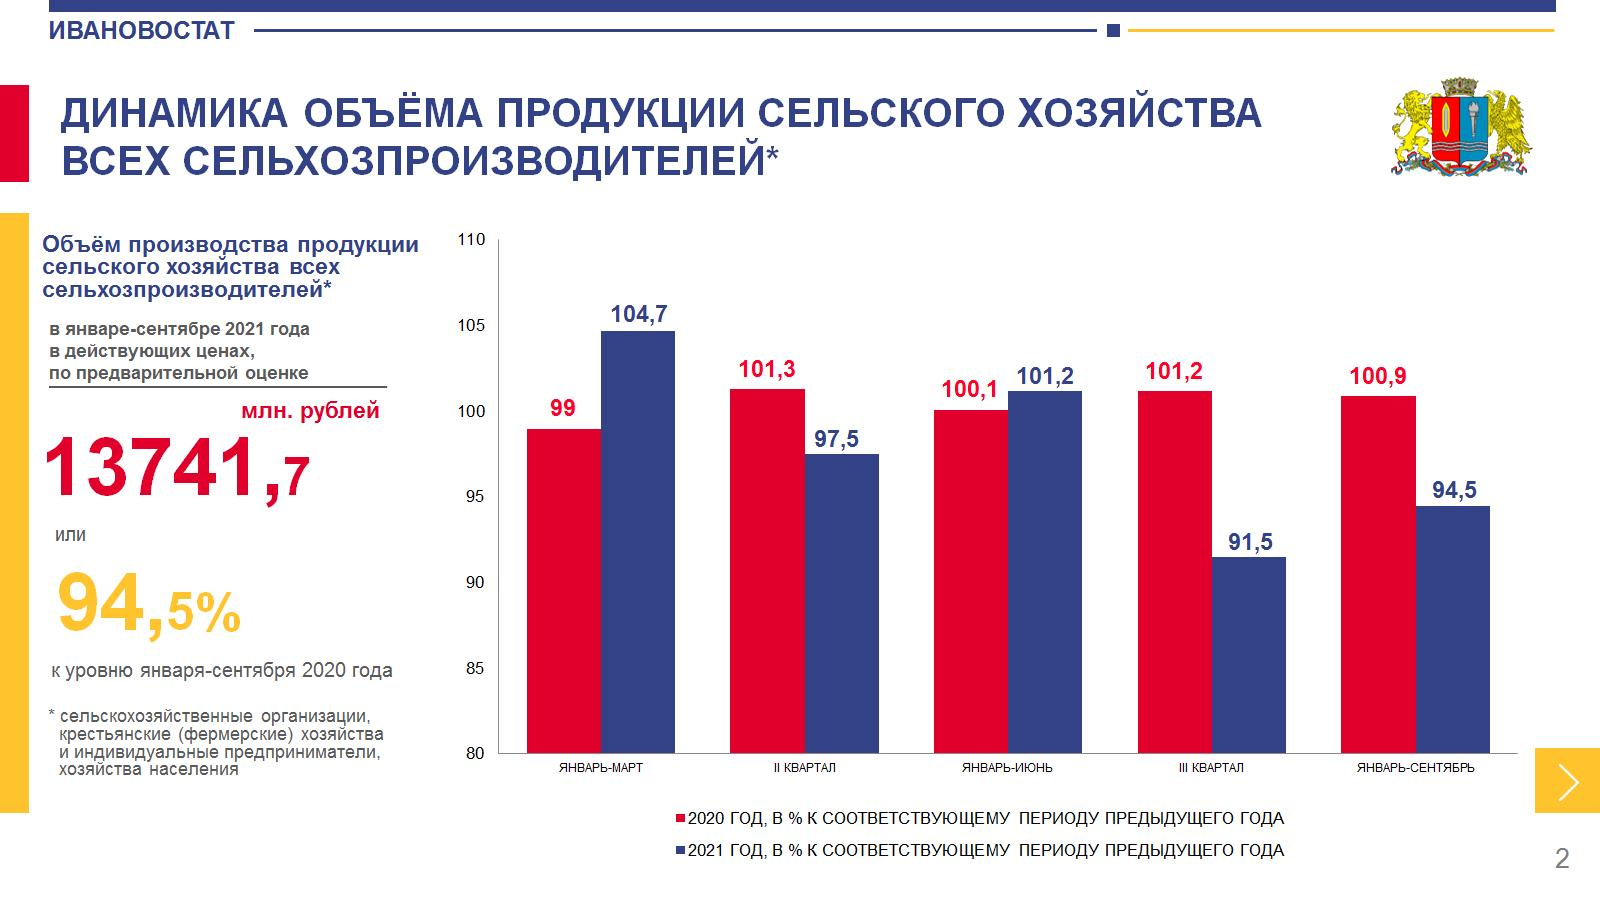 ИВАНОВОСТАТ
ДИНАМИКА ОБЪЁМА ПРОДУКЦИИ СЕЛЬСКОГО ХОЗЯЙСТВА
ВСЕХ СЕЛЬХОЗПРОИЗВОДИТЕЛЕЙ*
Объём производства продукции
сельского хозяйства всех
сельхозпроизводителей*
в январе-сентябре 2021 года
в действующих ценах,
по предварительной оценке
млн. рублей
13741,7
или
94,5%
к уровню января-сентября 2020 года
* сельскохозяйственные организации,
крестьянские (фермерские) хозяйства
и индивидуальные предприниматели,
хозяйства населения
110
105
100
95
90
85
80
99
104,7
101,3
97,5
100,1
101,2
101,2
91,5
100,9
94,5
ЯНВАРЬ-МАРТ
II КВАРТАЛ
ЯНВАРЬ-ИЮНЬ
III КВАРТАЛ
ЯНВАРЬ-СЕНТЯБРЬ
2020 ГОД, В % К СООТВЕТСТВУЮЩЕМУ ПЕРИОДУ ПРЕДЫДУЩЕГО ГОДА
2021 ГОД, В % К СООТВЕТСТВУЮЩЕМУ ПЕРИОДУ ПРЕДЫДУЩЕГО ГОДА
2